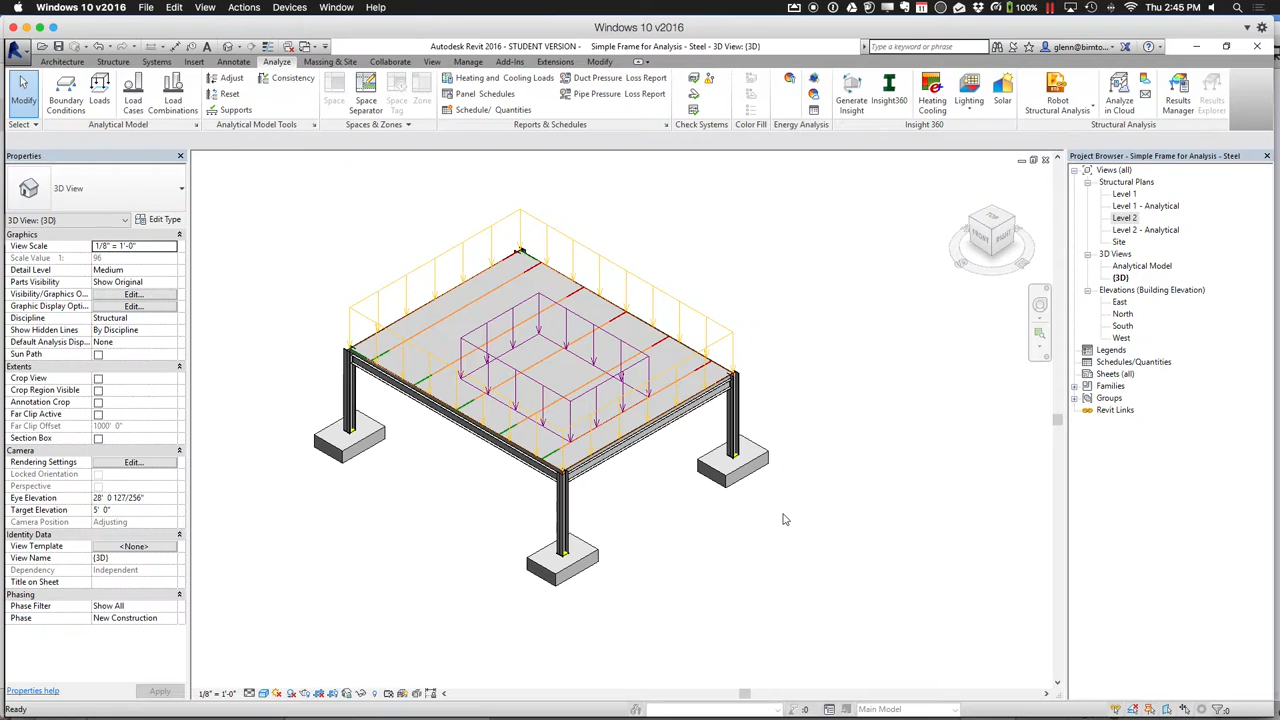 Windows 10 v2016 File Edit View Actions Devices Window Help 11 100% Thu 2:45 PM
Windows 10 v2016
Autodesk Revit 2016 - STUDENT VERSION - Simple Frame for Analysis - Steel - 3D View: {3D} Type a keyword or phrase glenn@bimto...
Architecture Structure Systems Insert Annotate Analyze Massing & Site Collaborate View Manage Add-Ins Extensions Modify
Modify Boundary Conditions Loads Load Cases Load Combinations Adjust Consistency Space Space Separator Space Tag Zone Heating and Cooling Loads Duct Pressure Loss Report Generate Insight Insight360 Heating Cooling Lighting Solar Robot Structural Analysis Analyze in Cloud Results Manager Results Explorer
Reset Panel Schedules Pipe Pressure Loss Report
Supports Schedule/ Quantities
Select Analytical Model Analytical Model Tools Spaces & Zones Reports & Schedules Check Systems Color Fill Energy Analysis Insight 360 Structural Analysis
Properties
3D View
3D View: {3D} Edit Type
Graphics
View Scale 1/8" = 1'-0"
Scale Value 1: 96
Detail Level Medium
Parts Visibility Show Original
Visibility/Graphics O... Edit...
Graphic Display Opti... Edit...
Discipline Structural
Show Hidden Lines By Discipline
Default Analysis Disp... None
Sun Path
Extents
Crop View
Crop Region Visible
Annotation Crop
Far Clip Active
Far Clip Offset 1000' 0"
Section Box
Camera
Rendering Settings Edit...
Locked Orientation
Perspective
Eye Elevation 28' 0 127/256"
Target Elevation 5' 0"
Camera Position Adjusting
Identity Data
View Template <None>
View Name {3D}
Dependency Independent
Title on Sheet
Phasing
Phase Filter Show All
Phase New Construction
Properties help Apply
TOP
FRONT RIGHT
Project Browser - Simple Frame for Analysis - Steel
Views (all)
Structural Plans
Level 1
Level 1 - Analytical
Level 2
Level 2 - Analytical
Site
3D Views
Analytical Model
{3D}
Elevations (Building Elevation)
East
North
South
West
Legends
Schedules/Quantities
Sheets (all)
Families
Groups
Revit Links
1/8" = 1'-0"
Ready :0 Main Model :0